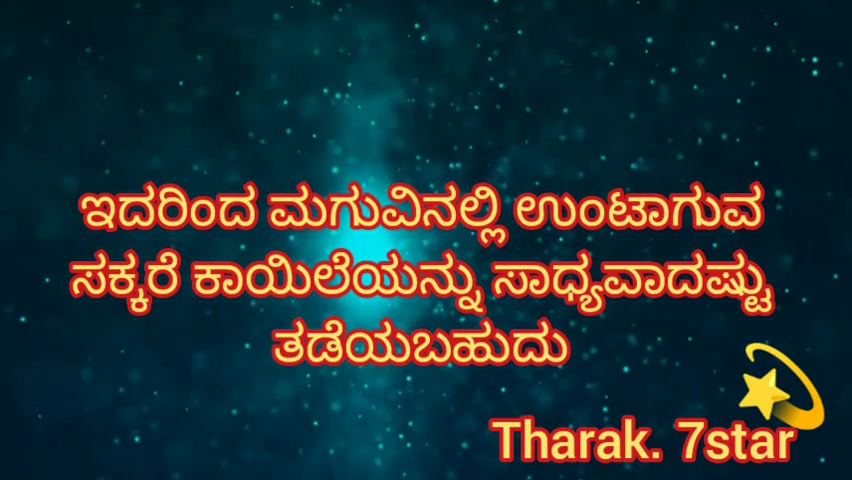 ಇದರಿಂದ ಮಗುವಿನಲ್ಲಿ ಉಂಟಾಗುವ
ಸಕ್ಕರೆ ಕಾಯಿಲೆಯನ್ನು ಸಾಧ್ಯವಾದಷ್ಟು
ತಡೆಯಬಹುದು
Tharak. 7star